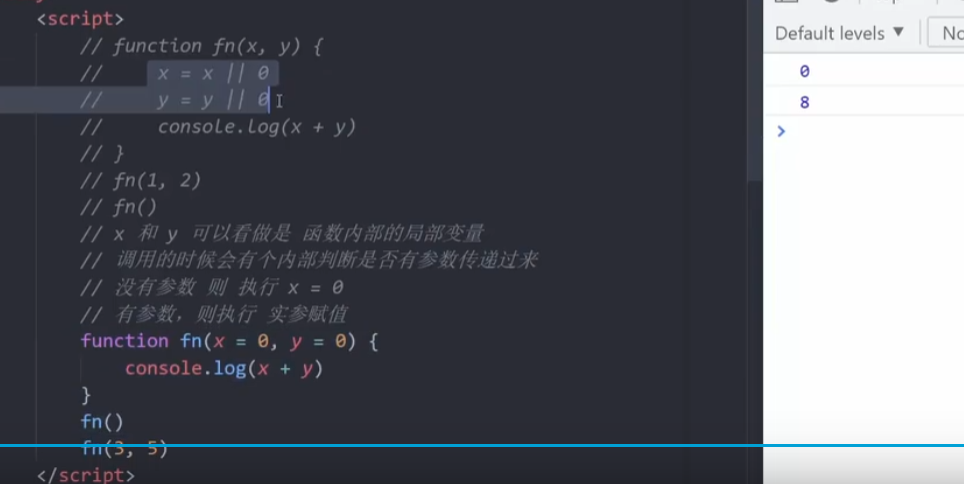 <script>
// function fn(x, y) {
//     x = x || 0
//     y = y || 0
//     console.log(x + y)
// }
// fn(1, 2)
// fn()
// x 和 y 可以看做是 函数内部的局部变量
// 调用的时候会有个内部判断是否有参数传递过来
// 没有参数 则 执行 x = 0
// 有参数，则执行 实参赋值
function fn(x = 0, y = 0) {
    console.log(x + y)
}
fn()
fn(3, 5)
</script>
Default levels ▼
No
0
8
>